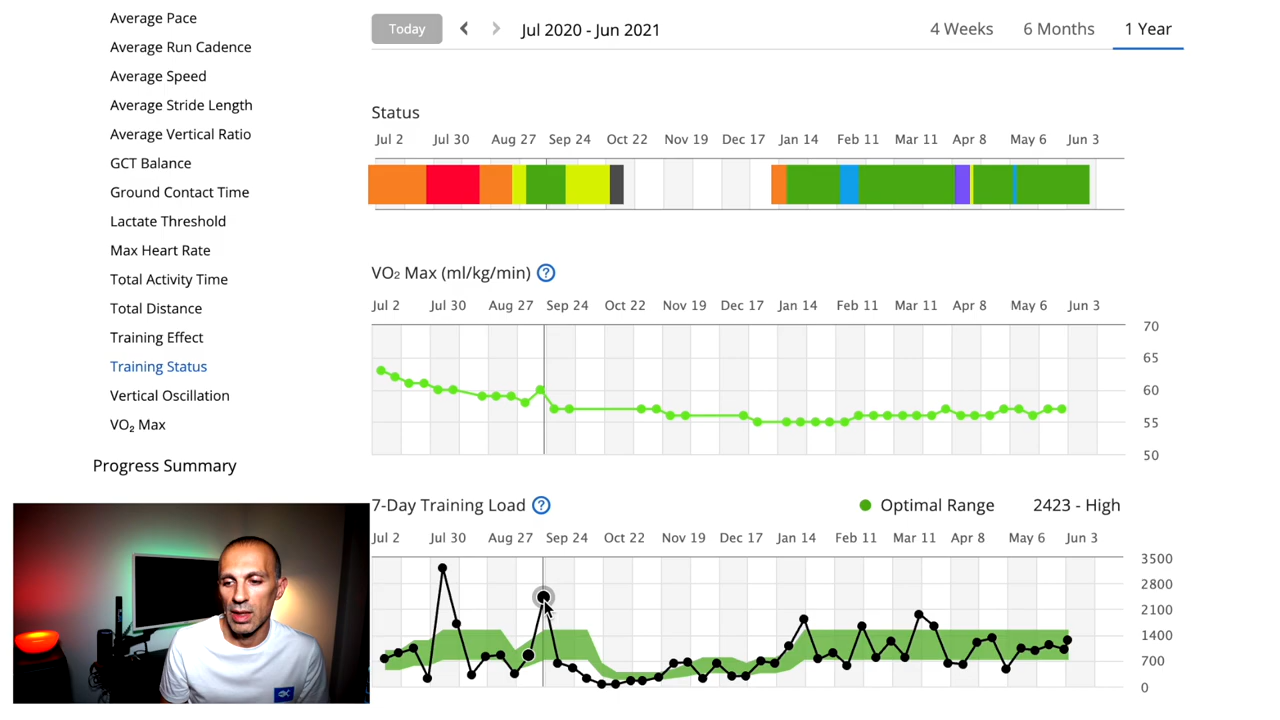 Average Pace
Average Run Cadence
Average Speed
Average Stride Length
Average Vertical Ratio
GCT Balance
Ground Contact Time
Lactate Threshold
Max Heart Rate
Total Activity Time
Total Distance
Training Effect
Training Status
Vertical Oscillation
VO₂ Max
Progress Summary
Today Jul 2020 - Jun 2021 4 Weeks 6 Months 1 Year
Status
Jul 2 Jul 30 Aug 27 Sep 24 Oct 22 Nov 19 Dec 17 Jan 14 Feb 11 Mar 11 Apr 8 May 6 Jun 3
VO₂ Max (ml/kg/min) ?
Jul 2 Jul 30 Aug 27 Sep 24 Oct 22 Nov 19 Dec 17 Jan 14 Feb 11 Mar 11 Apr 8 May 6 Jun 3
70
65
60
55
50
7-Day Training Load ? Optimal Range 2423 - High
Jul 2 Jul 30 Aug 27 Sep 24 Oct 22 Nov 19 Dec 17 Jan 14 Feb 11 Mar 11 Apr 8 May 6 Jun 3
3500
2800
2100
1400
700
0